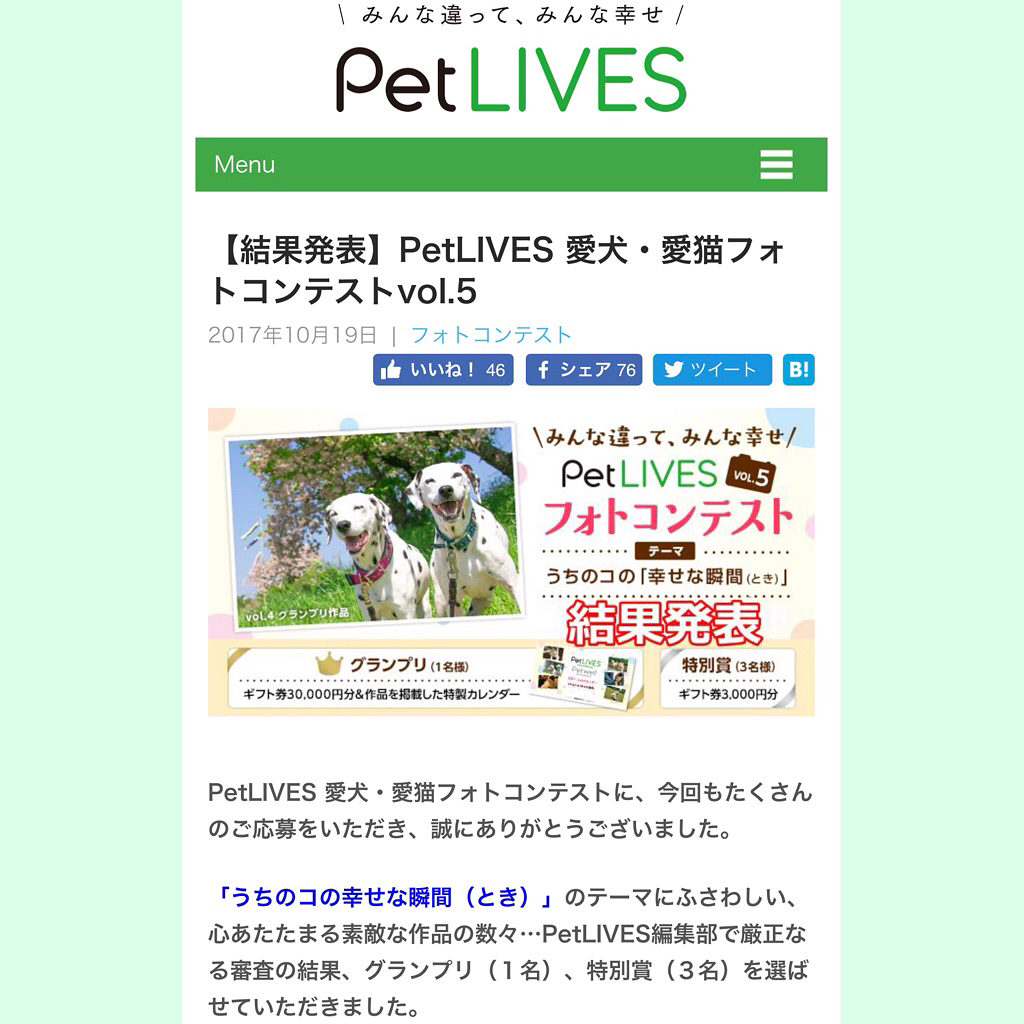 \ みんな違って、みんな幸せ /
PetLIVES
Menu
【結果発表】PetLIVES 愛犬・愛猫フォ
トコンテストvol.5
2017年10月19日 | フォトコンテスト
いいね！ 46 シェア 76 ツイート B!
\みんな違って、みんな幸せ/
PetLIVES VOL.5
フォトコンテスト
テーマ
うちのコの「幸せな瞬間(とき)」
vol.4 グランプリ作品
結果発表
グランプリ(1名様)
ギフト券30,000円分&作品を掲載した特製カレンダー
PetLIVES
特別賞(3名様)
ギフト券3,000円分
PetLIVES 愛犬・愛猫フォトコンテストに、今回もたくさん
のご応募をいただき、誠にありがとうございました。
「うちのコの幸せな瞬間（とき）」のテーマにふさわしい、
心あたたまる素敵な作品の数々…PetLIVES編集部で厳正な
る審査の結果、グランプリ（１名）、特別賞（３名）を選ば
せていただきました。